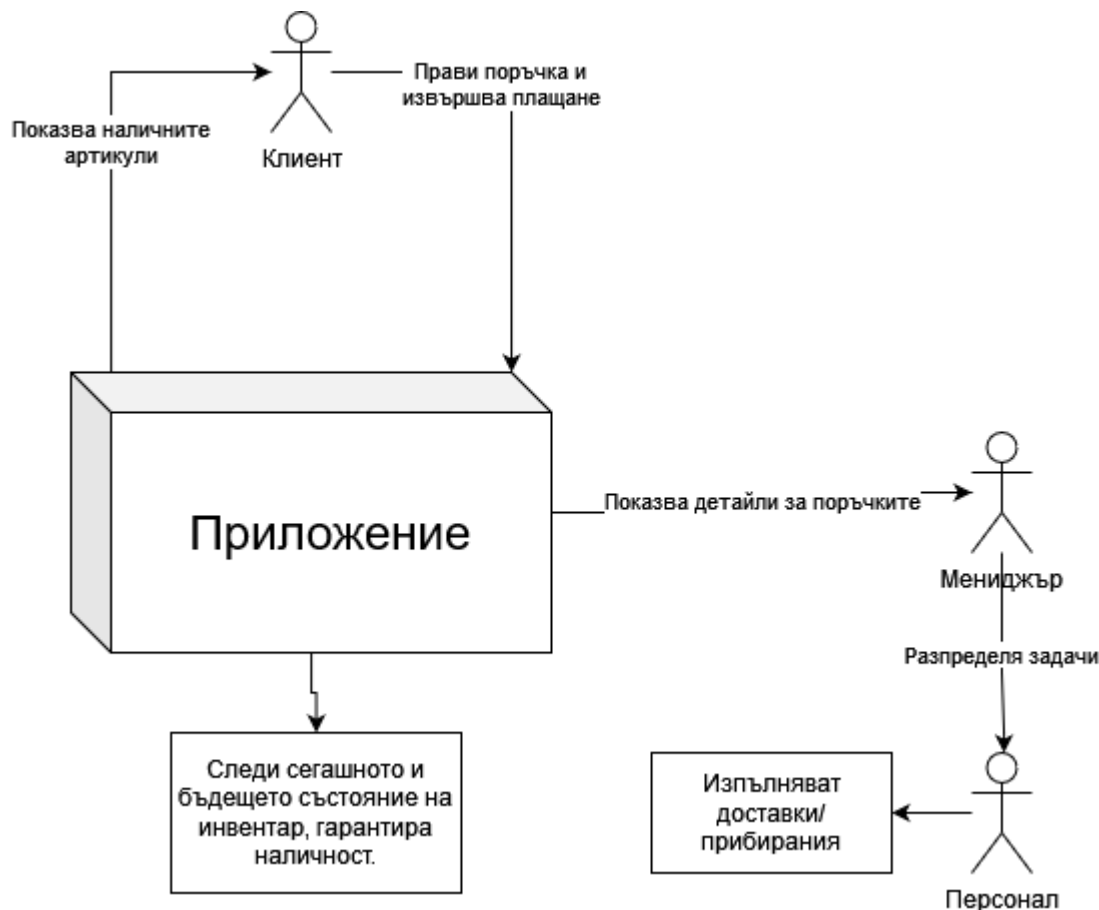 Прави поръчка и
извършва плащане
Показва наличните
артикули
Клиент
Приложение
Показва детайли за поръчките
Мениджър
Разпределя задачи
Следи сегашното и
бъдещето състояние на
инвентар, гарантира
наличност.
Изпълняват
доставки/
прибирания
Персонал